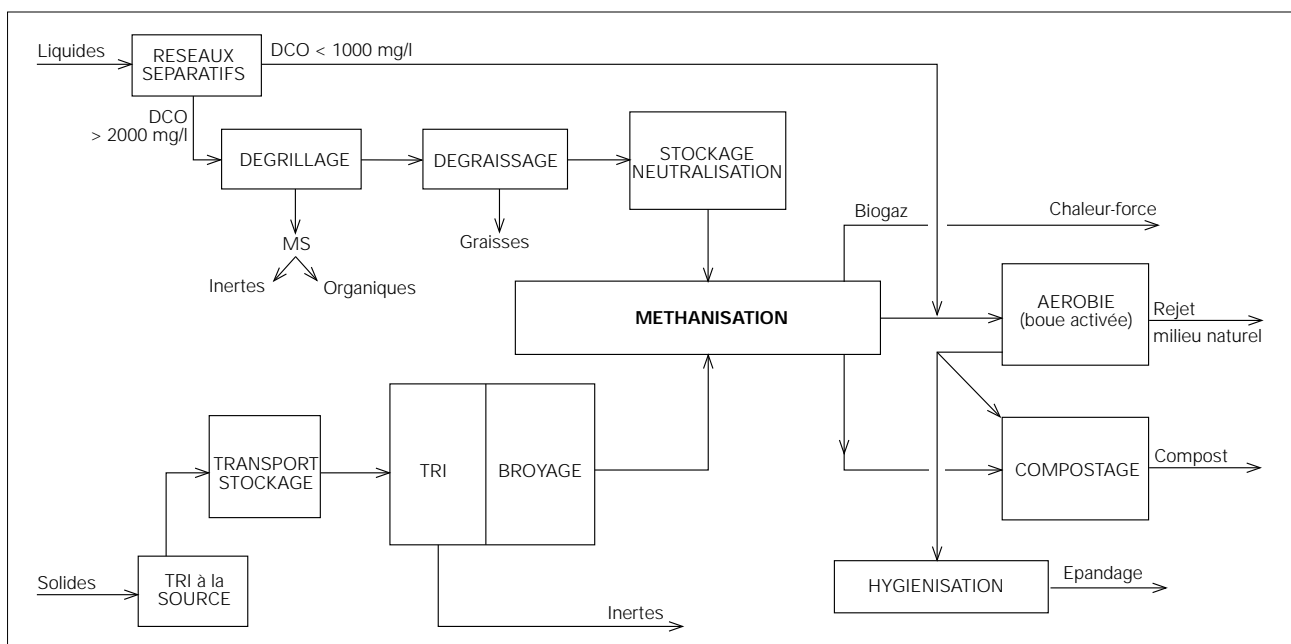 Liquides
RESEAUX
SEPARATIFS
DCO < 1000 mg/l
DCO
> 2000 mg/l
DEGRILLAGE
DEGRAISSAGE
STOCKAGE
NEUTRALISATION
MS
Inertes
Organiques
Graisses
Biogaz
Chaleur-force
METHANISATION
AEROBIE
(boue activée)
Rejet
milieu naturel
TRANSPORT
STOCKAGE
TRI
BROYAGE
COMPOSTAGE
Compost
Solides
TRI à la
SOURCE
Inertes
HYGIENISATION
Epandage